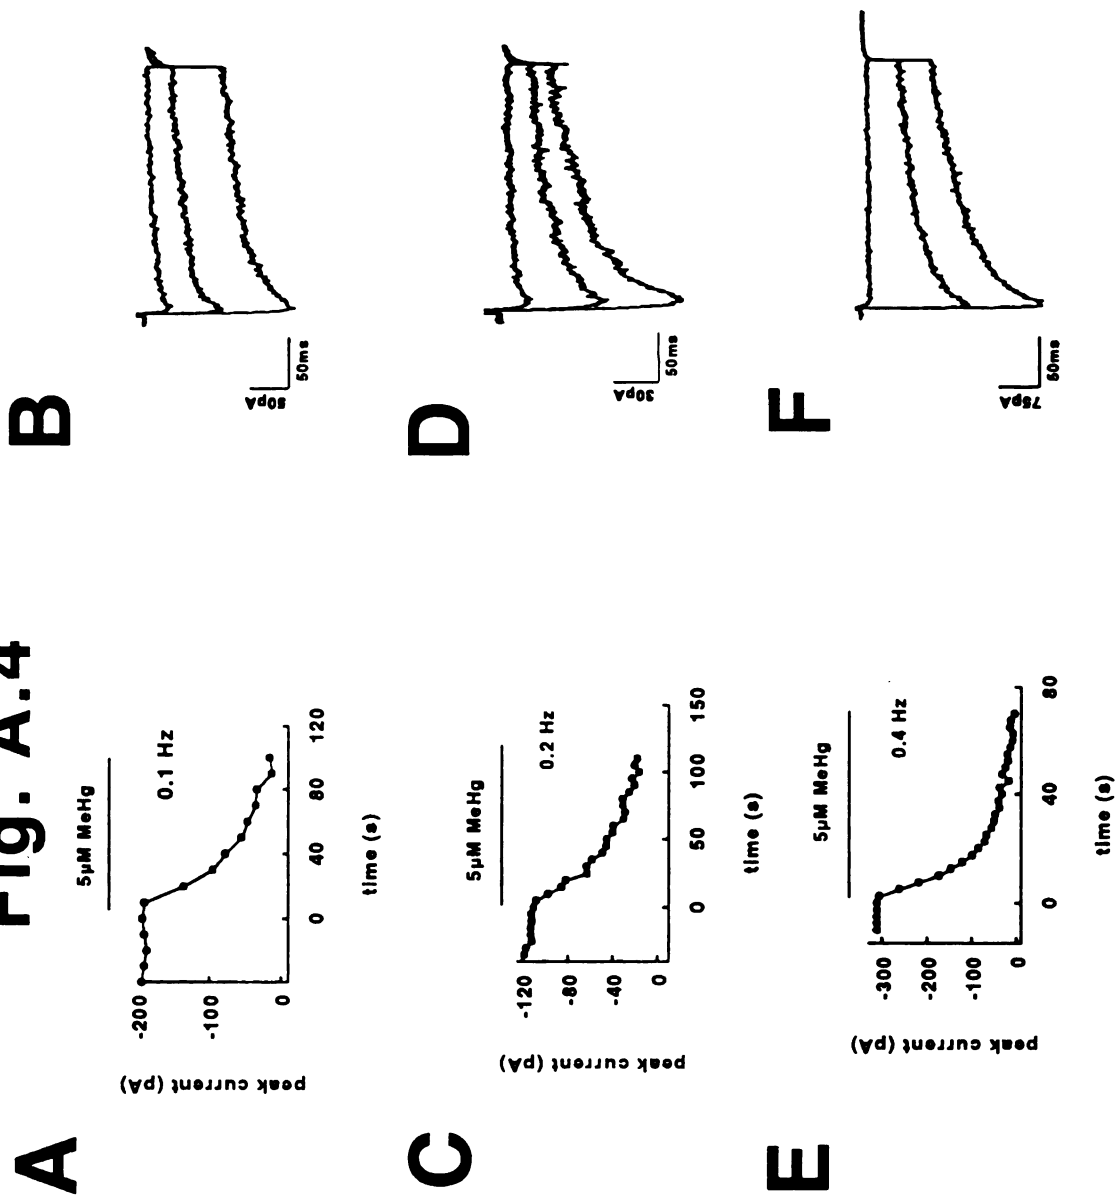 Fig. A.4
A
5µM MeHg
0.1 Hz
peak current (pA)
-200
-100
0
0
40
80
120
time (s)
B
50pA
50ms
C
5µM MeHg
0.2 Hz
peak current (pA)
-120
-80
-40
0
0
50
100
150
time (s)
D
30pA
50ms
E
5µM MeHg
0.4 Hz
peak current (pA)
-300
-200
-100
0
0
40
80
time (s)
F
75pA
50ms